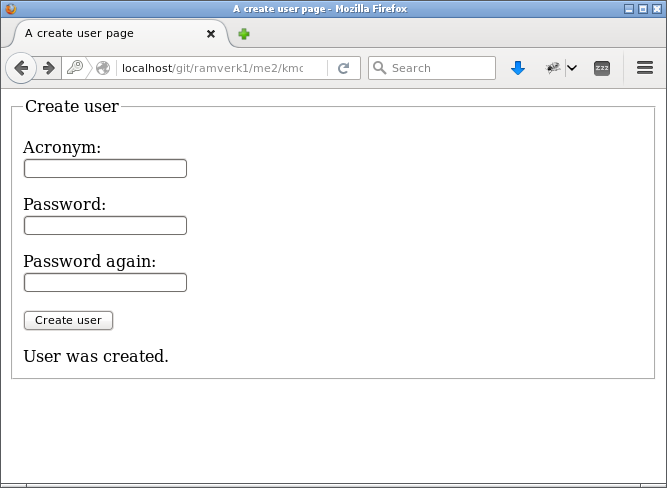 A create user page - Mozilla Firefox
A create user page
localhost/git/ramverk1/me2/kmc
Search
zzz
Create user
Acronym:
Password:
Password again:
Create user
User was created.